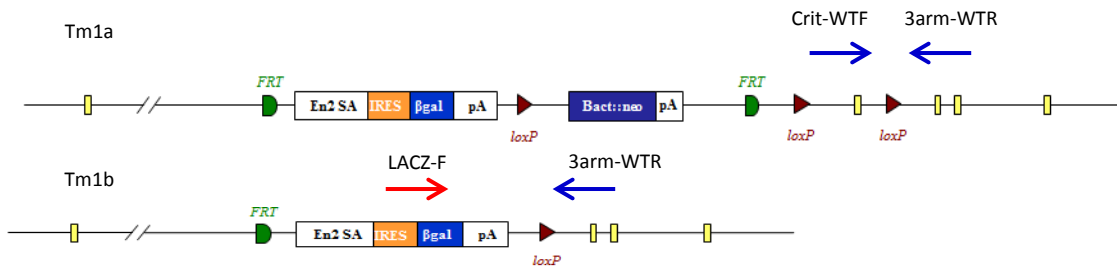 Crit-WTF 3arm-WTR
Tm1a
FRT FRT
En2 SA IRES βgal pA Bact::neo pA
loxP loxP loxP
LACZ-F 3arm-WTR
Tm1b
FRT
En2 SA IRES βgal pA
loxP